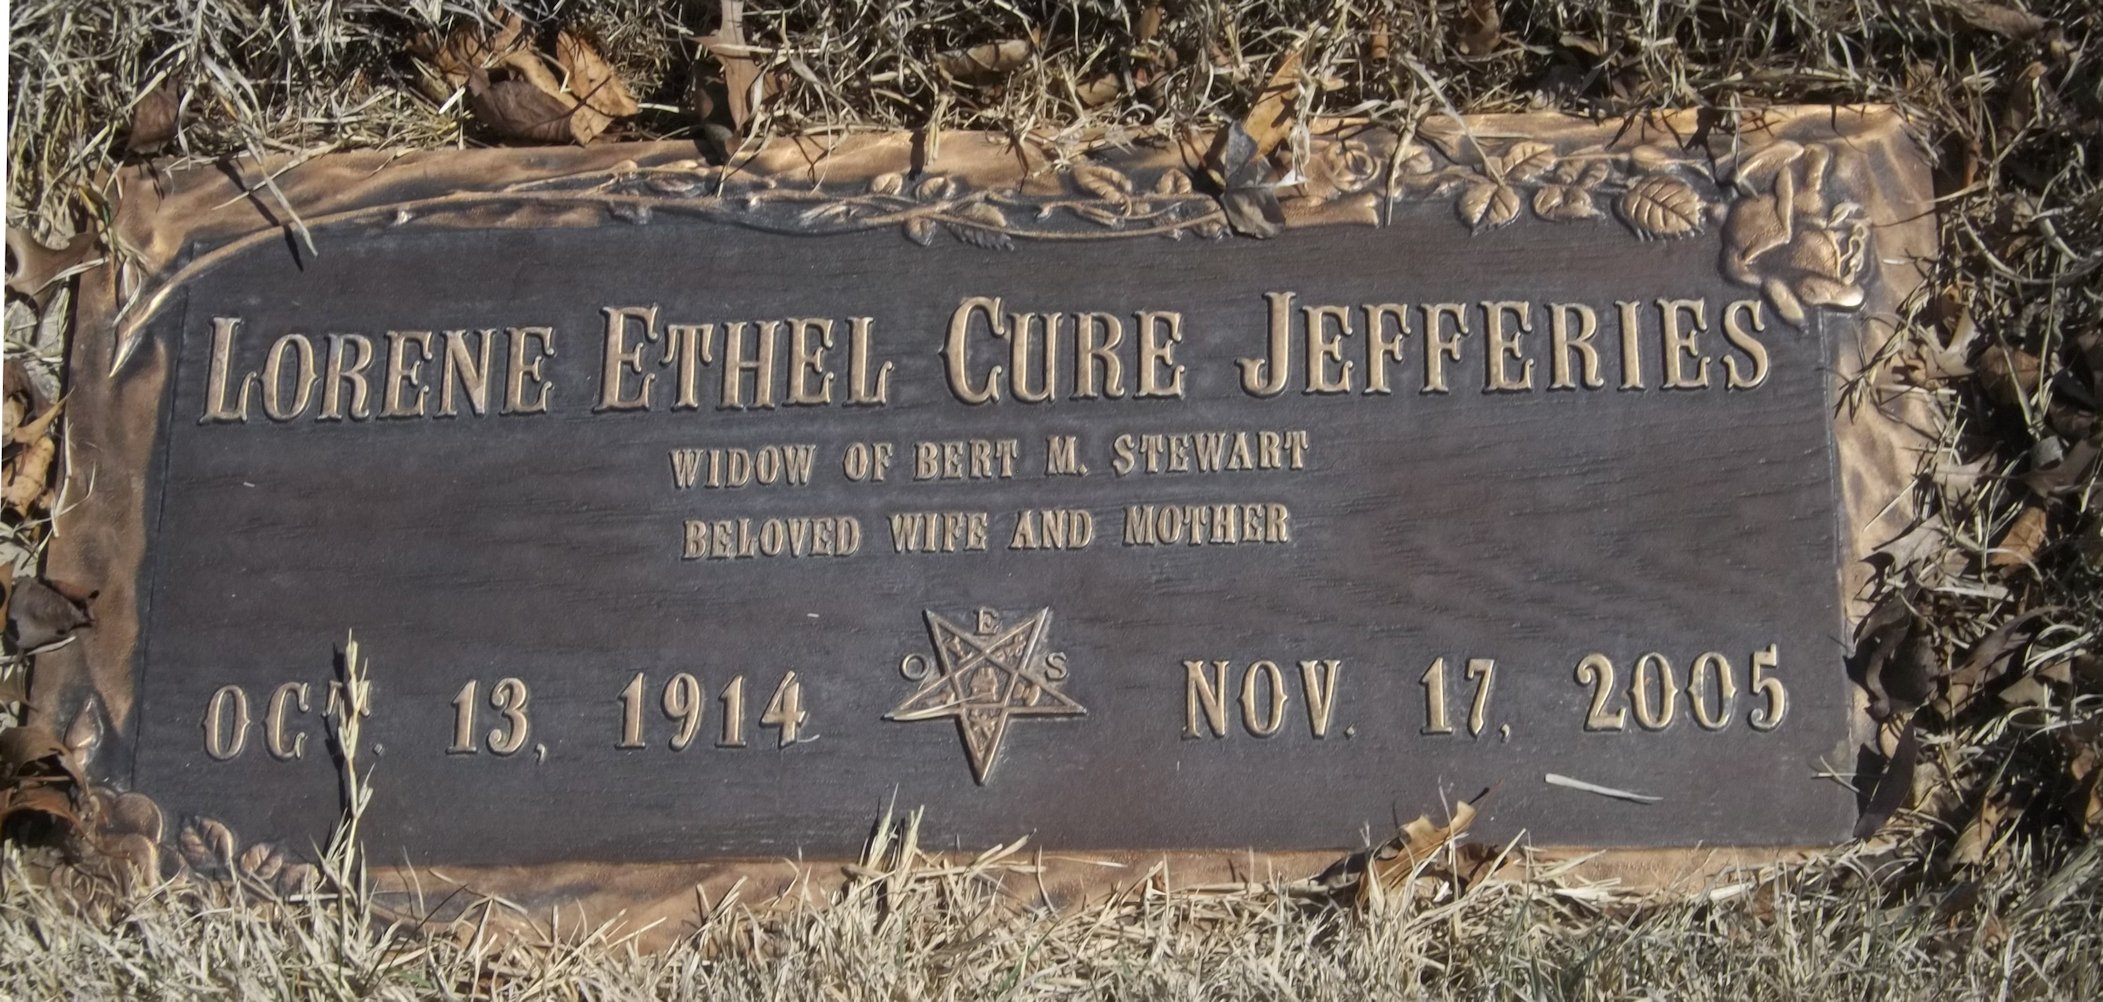 LORENE ETHEL CURE JEFFERIES
WIDOW OF BERT M. STEWART
BELOVED WIFE AND MOTHER
O E S
OCT. 13, 1914 NOV. 17, 2005